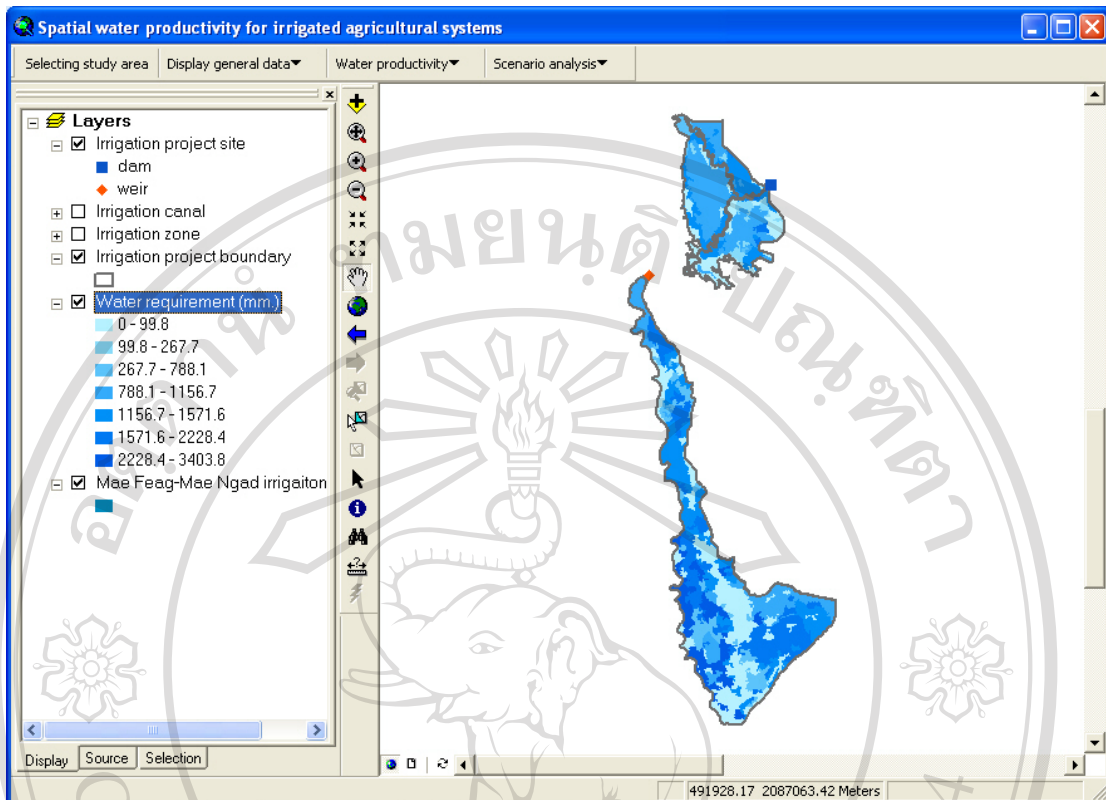 Spatial water productivity for irrigated agricultural systems
Selecting study area Display general data Water productivity Scenario analysis
Layers
Irrigation project site
dam
weir
Irrigation canal
Irrigation zone
Irrigation project boundary
Water requirement (mm.)
0 - 99.8
99.8 - 267.7
267.7 - 788.1
788.1 - 1156.7
1156.7 - 1571.6
1571.6 - 2228.4
2228.4 - 3403.8
Mae Feag-Mae Ngad irrigaiton
Display Source Selection
491928.17 2087063.42 Meters